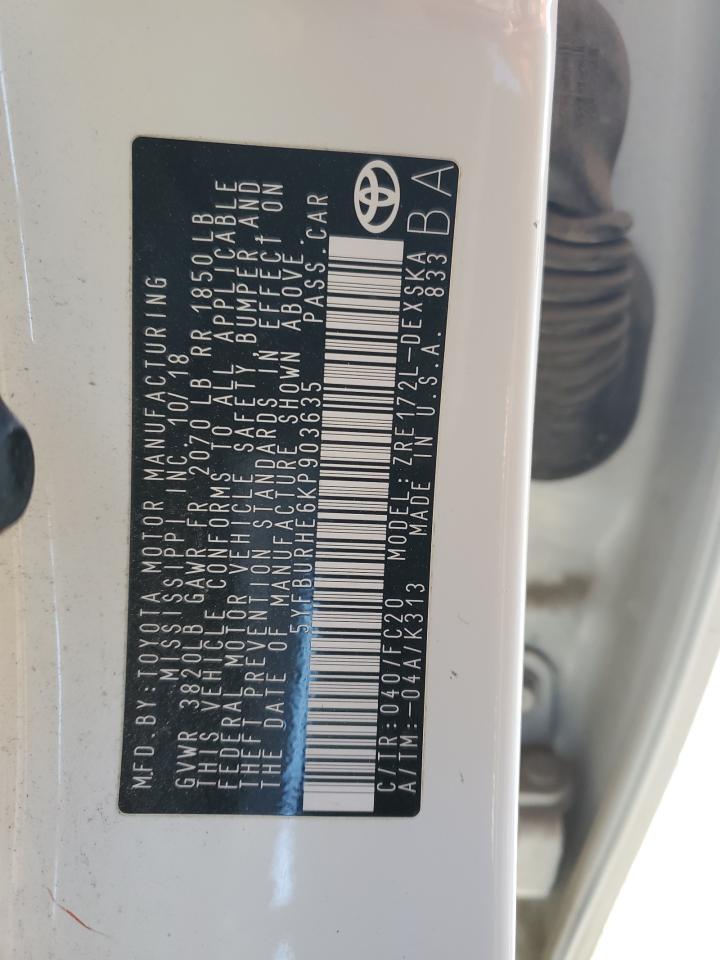 MFD. BY: TOYOTA MOTOR MANUFACTURING
MISSISSIPPI INC 10/18
GVWR 3820LB GAWR FR 2070 LB RR 1850LB
THIS VEHICLE CONFORMS TO ALL APPLICABLE
FEDERAL MOTOR VEHICLE SAFETY, BUMPER, AND
THEFT PREVENTION STANDARDS IN EFFECT ON
THE DATE OF MANUFACTURE SHOWN ABOVE.
5YFBURHE6KP903635 PASS. CAR
C/TR: 040/FC20 MODEL: ZRE172L-DEXSKA
A/TM: -04A/K313 MADE IN U.S.A. 833
BA